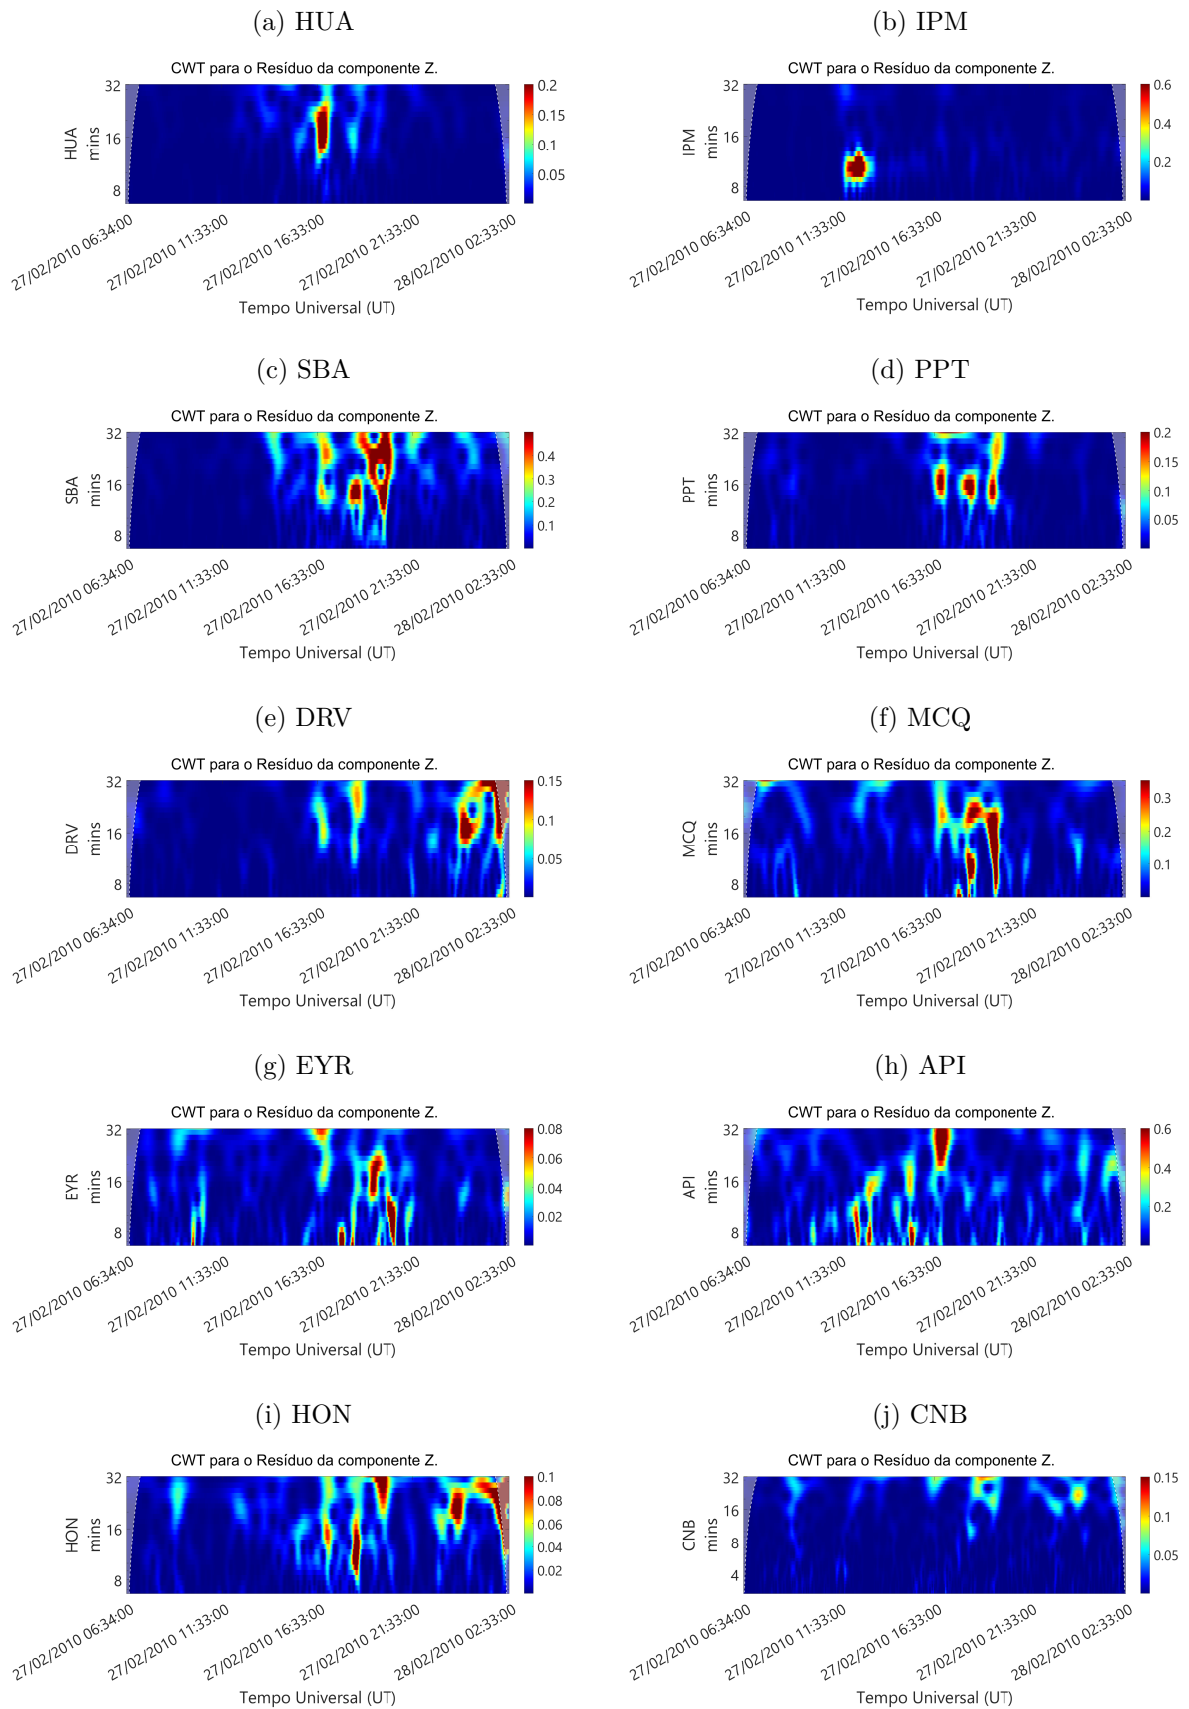 (a) HUA
CWT para o Resíduo da componente Z.
HUA
mins
32
16
8
0.2
0.15
0.1
0.05
27/02/2010 06:34:00
27/02/2010 11:33:00
27/02/2010 16:33:00
27/02/2010 21:33:00
28/02/2010 02:33:00
Tempo Universal (UT)
(b) IPM
CWT para o Resíduo da componente Z.
IPM
mins
32
16
8
0.6
0.4
0.2
27/02/2010 06:34:00
27/02/2010 11:33:00
27/02/2010 16:33:00
27/02/2010 21:33:00
28/02/2010 02:33:00
Tempo Universal (UT)
(c) SBA
CWT para o Resíduo da componente Z.
SBA
mins
32
16
8
0.4
0.3
0.2
0.1
27/02/2010 06:34:00
27/02/2010 11:33:00
27/02/2010 16:33:00
27/02/2010 21:33:00
28/02/2010 02:33:00
Tempo Universal (UT)
(d) PPT
CWT para o Resíduo da componente Z.
PPT
mins
32
16
8
0.2
0.15
0.1
0.05
27/02/2010 06:34:00
27/02/2010 11:33:00
27/02/2010 16:33:00
27/02/2010 21:33:00
28/02/2010 02:33:00
Tempo Universal (UT)
(e) DRV
CWT para o Resíduo da componente Z.
DRV
mins
32
16
8
0.15
0.1
0.05
27/02/2010 06:34:00
27/02/2010 11:33:00
27/02/2010 16:33:00
27/02/2010 21:33:00
28/02/2010 02:33:00
Tempo Universal (UT)
(f) MCQ
CWT para o Resíduo da componente Z.
MCQ
mins
32
16
8
0.3
0.2
0.1
27/02/2010 06:34:00
27/02/2010 11:33:00
27/02/2010 16:33:00
27/02/2010 21:33:00
28/02/2010 02:33:00
Tempo Universal (UT)
(g) EYR
CWT para o Resíduo da componente Z.
EYR
mins
32
16
8
0.08
0.06
0.04
0.02
27/02/2010 06:34:00
27/02/2010 11:33:00
27/02/2010 16:33:00
27/02/2010 21:33:00
28/02/2010 02:33:00
Tempo Universal (UT)
(h) API
CWT para o Resíduo da componente Z.
API
mins
32
16
8
0.6
0.4
0.2
27/02/2010 06:34:00
27/02/2010 11:33:00
27/02/2010 16:33:00
27/02/2010 21:33:00
28/02/2010 02:33:00
Tempo Universal (UT)
(i) HON
CWT para o Resíduo da componente Z.
HON
mins
32
16
8
0.1
0.08
0.06
0.04
0.02
27/02/2010 06:34:00
27/02/2010 11:33:00
27/02/2010 16:33:00
27/02/2010 21:33:00
28/02/2010 02:33:00
Tempo Universal (UT)
(j) CNB
CWT para o Resíduo da componente Z.
CNB
mins
32
16
8
4
0.15
0.1
0.05
27/02/2010 06:34:00
27/02/2010 11:33:00
27/02/2010 16:33:00
27/02/2010 21:33:00
28/02/2010 02:33:00
Tempo Universal (UT)